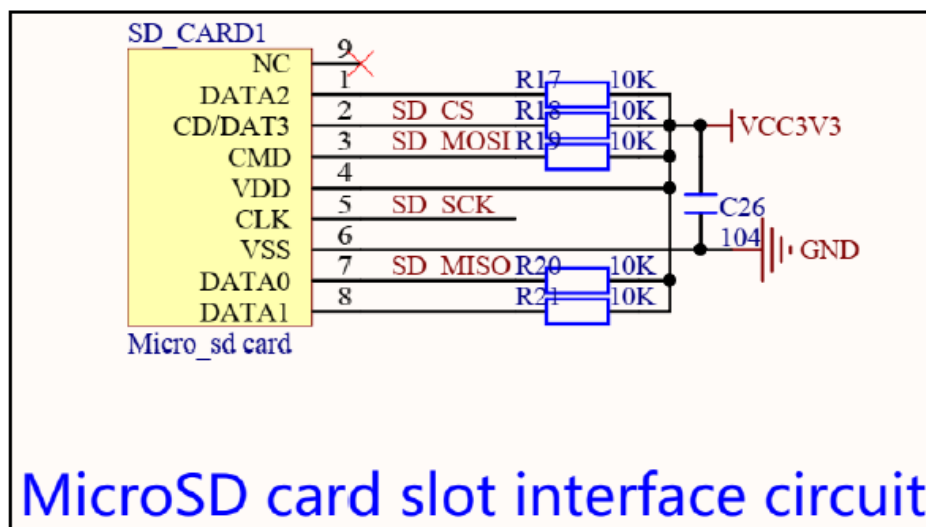 SD_CARD1
NC 9
DATA2 1 R17 10K
CD/DAT3 2 SD_CS R18 10K VCC3V3
CMD 3 SD_MOSI R19 10K
VDD 4
CLK 5 SD_SCK C26
VSS 6 104 GND
DATA0 7 SD_MISO R20 10K
DATA1 8 R21 10K
Micro_sd card
MicroSD card slot interface circuit